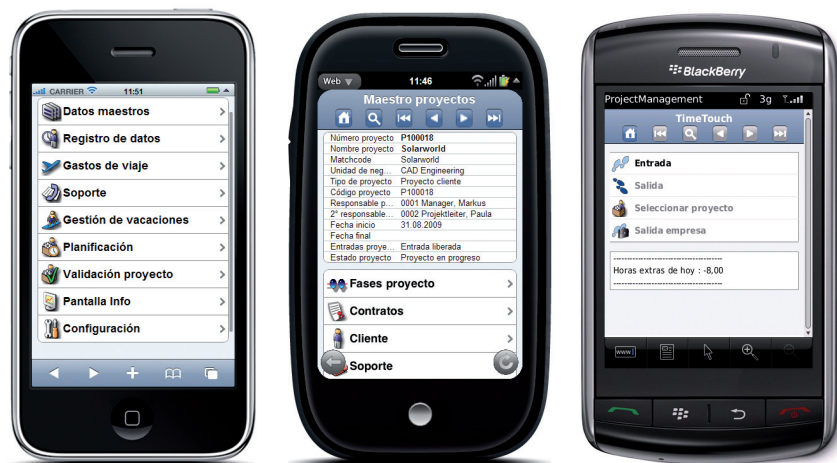 CARRIER 11:51
Datos maestros
Registro de datos
Gastos de viaje
Soporte
Gestión de vacaciones
Planificación
Validación proyecto
Pantalla Info
Configuración
Web 11:46
Maestro proyectos
Número proyecto P100018
Nombre proyecto Solarworld
Matchcode Solarworld
Unidad de neg... CAD Engineering
Tipo de proyecto Proyecto cliente
Código proyecto P100018
Responsable p... 0001 Manager, Markus
2° responsable... 0002 Projektleiter, Paula
Fecha inicio 31.08.2009
Fecha final
Entradas proye... Entrada liberada
Estado proyecto Proyecto en progreso
Fases proyecto
Contratos
Cliente
Soporte
BlackBerry
ProjectManagement 3g
TimeTouch
Entrada
Salida
Seleccionar proyecto
Salida empresa
----------------------------------------
Horas extras de hoy : -8,00
----------------------------------------
www.